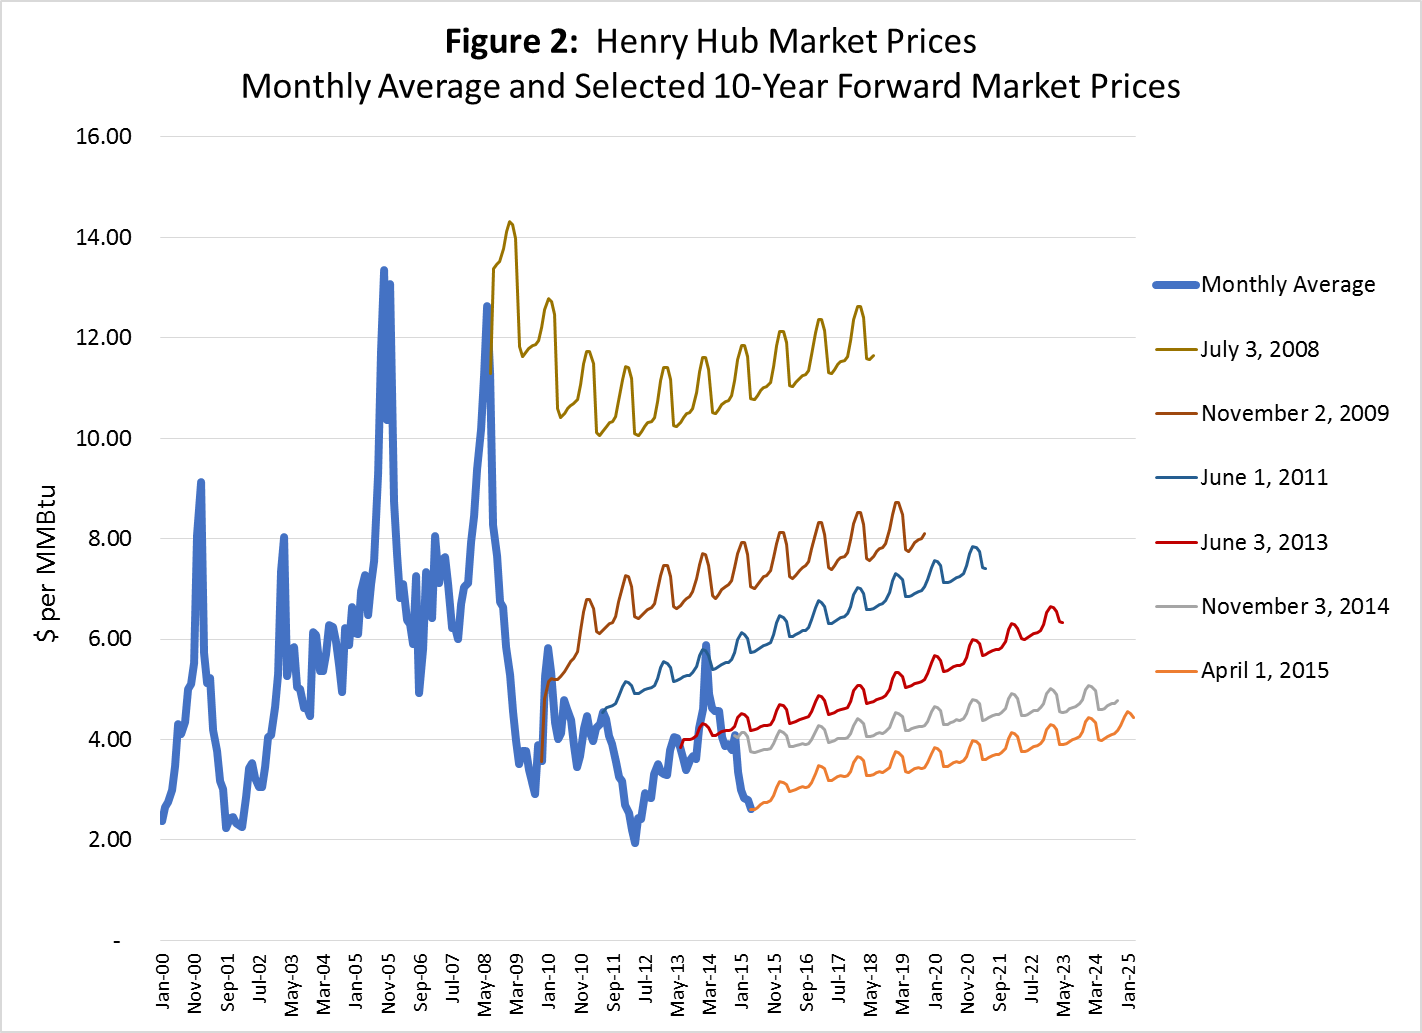 Figure 2: Henry Hub Market Prices
Monthly Average and Selected 10-Year Forward Market Prices
$ per MMBtu
16.00
14.00
12.00
10.00
8.00
6.00
4.00
2.00
-
Jan-00
Nov-00
Sep-01
Jul-02
May-03
Mar-04
Jan-05
Nov-05
Sep-06
Jul-07
May-08
Mar-09
Jan-10
Nov-10
Sep-11
Jul-12
May-13
Mar-14
Jan-15
Nov-15
Sep-16
Jul-17
May-18
Mar-19
Jan-20
Nov-20
Sep-21
Jul-22
May-23
Mar-24
Jan-25
Monthly Average
July 3, 2008
November 2, 2009
June 1, 2011
June 3, 2013
November 3, 2014
April 1, 2015